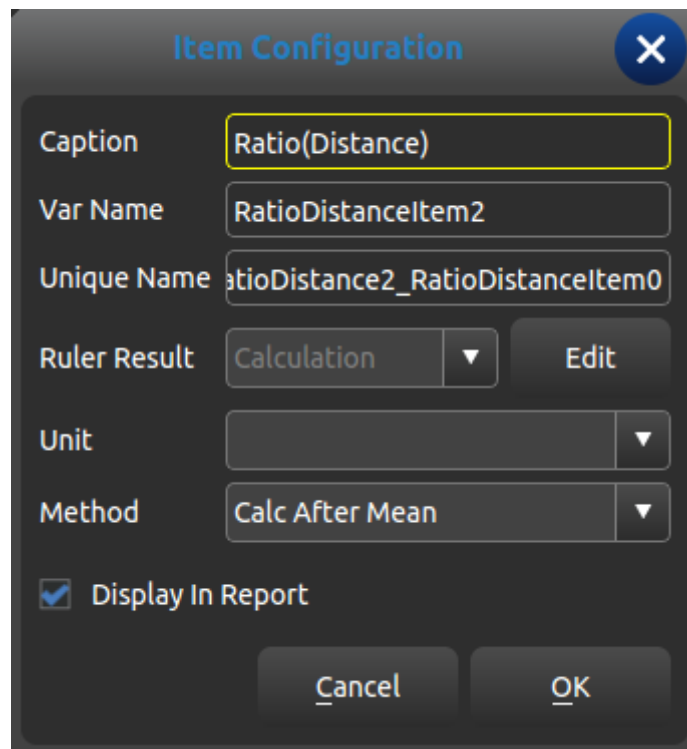 Item Configuration
Caption Ratio(Distance)
Var Name RatioDistanceItem2
Unique Name atioDistance2_RatioDistanceItem0
Ruler Result Calculation Edit
Unit
Method Calc After Mean
Display In Report
Cancel OK